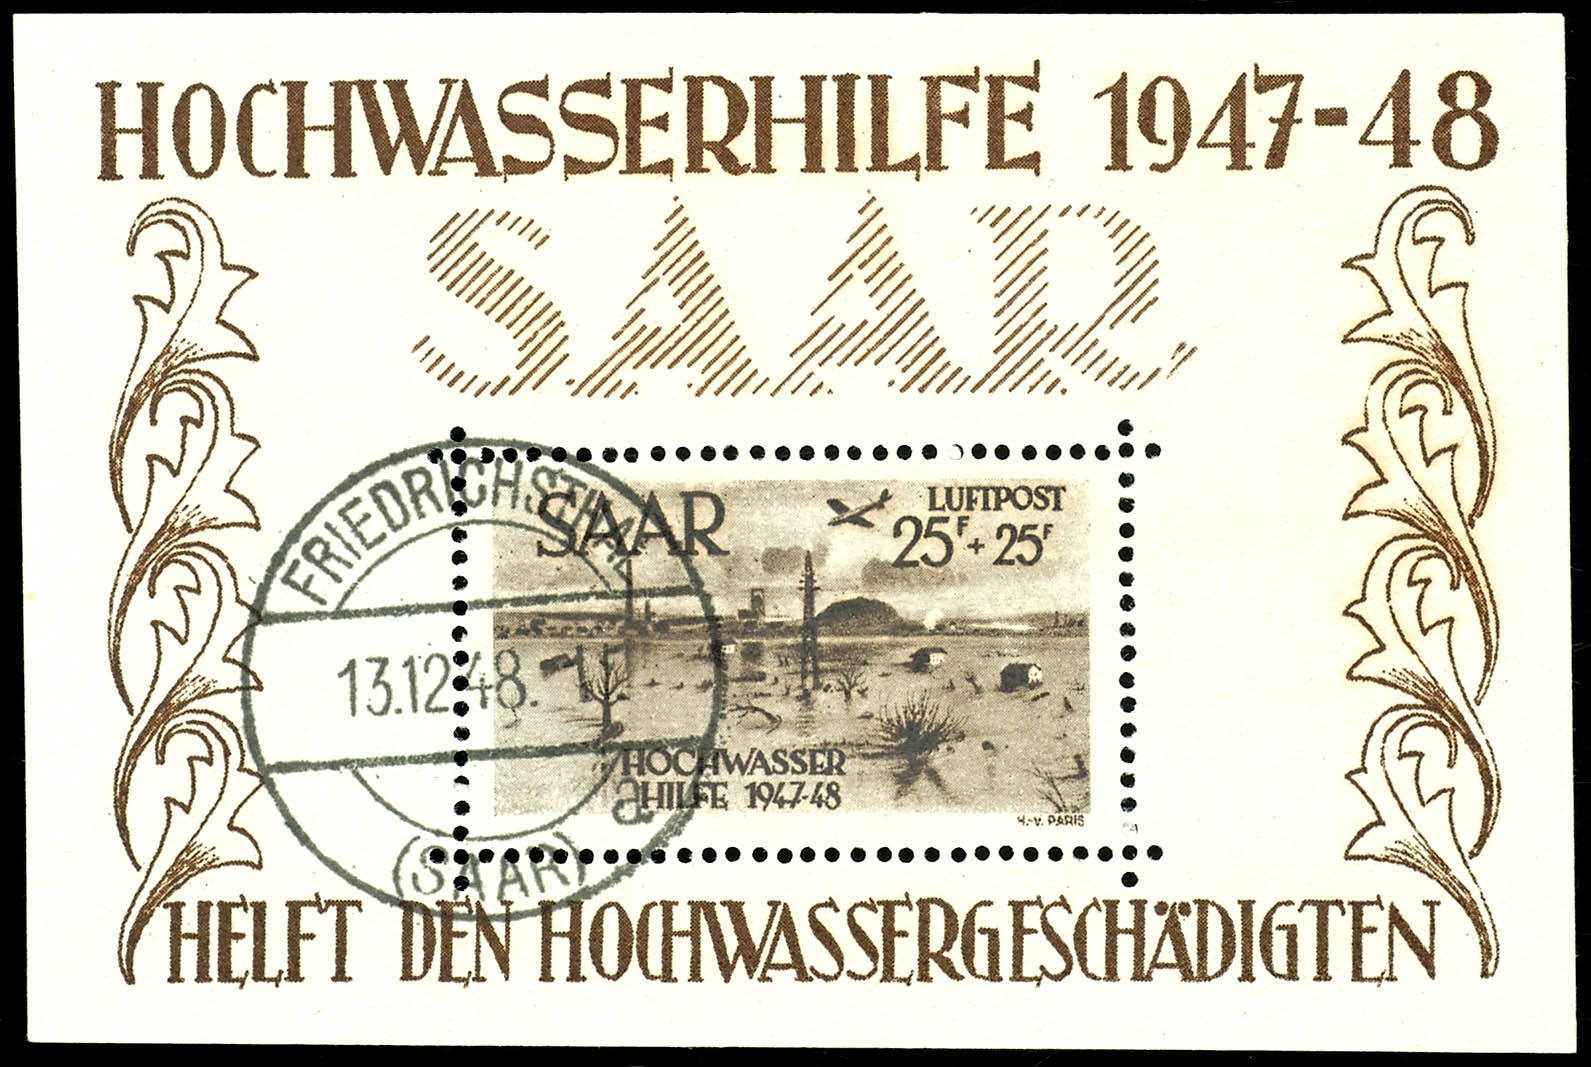 HOCHWASSERHILFE 1947-48
SAAR
FRIEDRICHSTHAL
SAAR
LUFTPOST
25F + 25F
13.12.48.
HOCHWASSER
HILFE 1947-48
a
H.-V. PARIS
(SAAR)
HELFT DEN HOCHWASSERGESCHÄDIGTEN